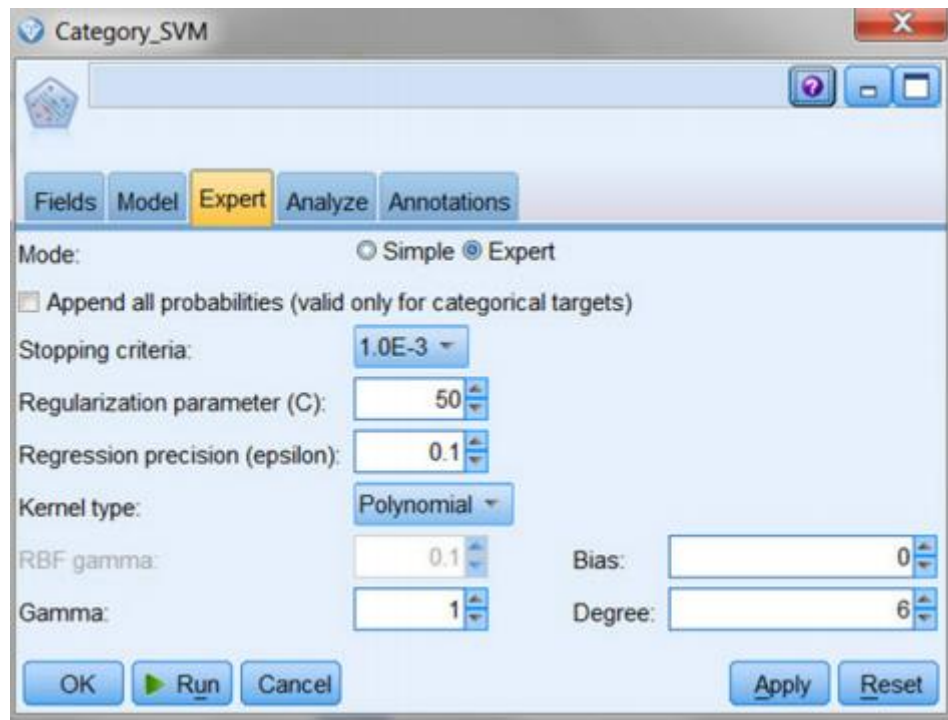 Category_SVM
Fields Model Expert Analyze Annotations
Mode: Simple Expert
Append all probabilities (valid only for categorical targets)
Stopping criteria: 1.0E-3
Regularization parameter (C): 50
Regression precision (epsilon): 0.1
Kernel type: Polynomial
RBF gamma: 0.1 Bias: 0
Gamma: 1 Degree: 6
OK Run Cancel Apply Reset